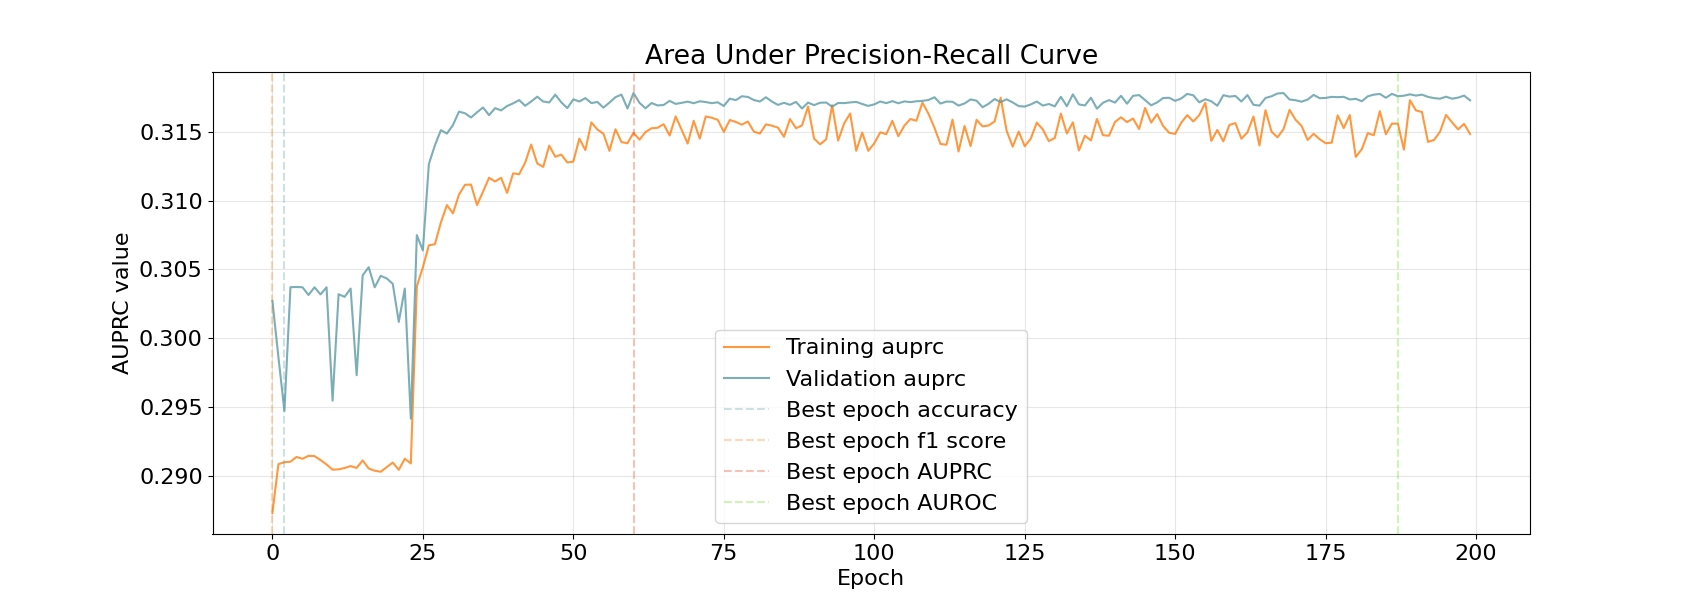 Area Under Precision-Recall Curve
AUPRC value
0.315
0.310
0.305
0.300
0.295
0.290
Training auprc
Validation auprc
Best epoch accuracy
Best epoch f1 score
Best epoch AUPRC
Best epoch AUROC
0 25 50 75 100 125 150 175 200
Epoch